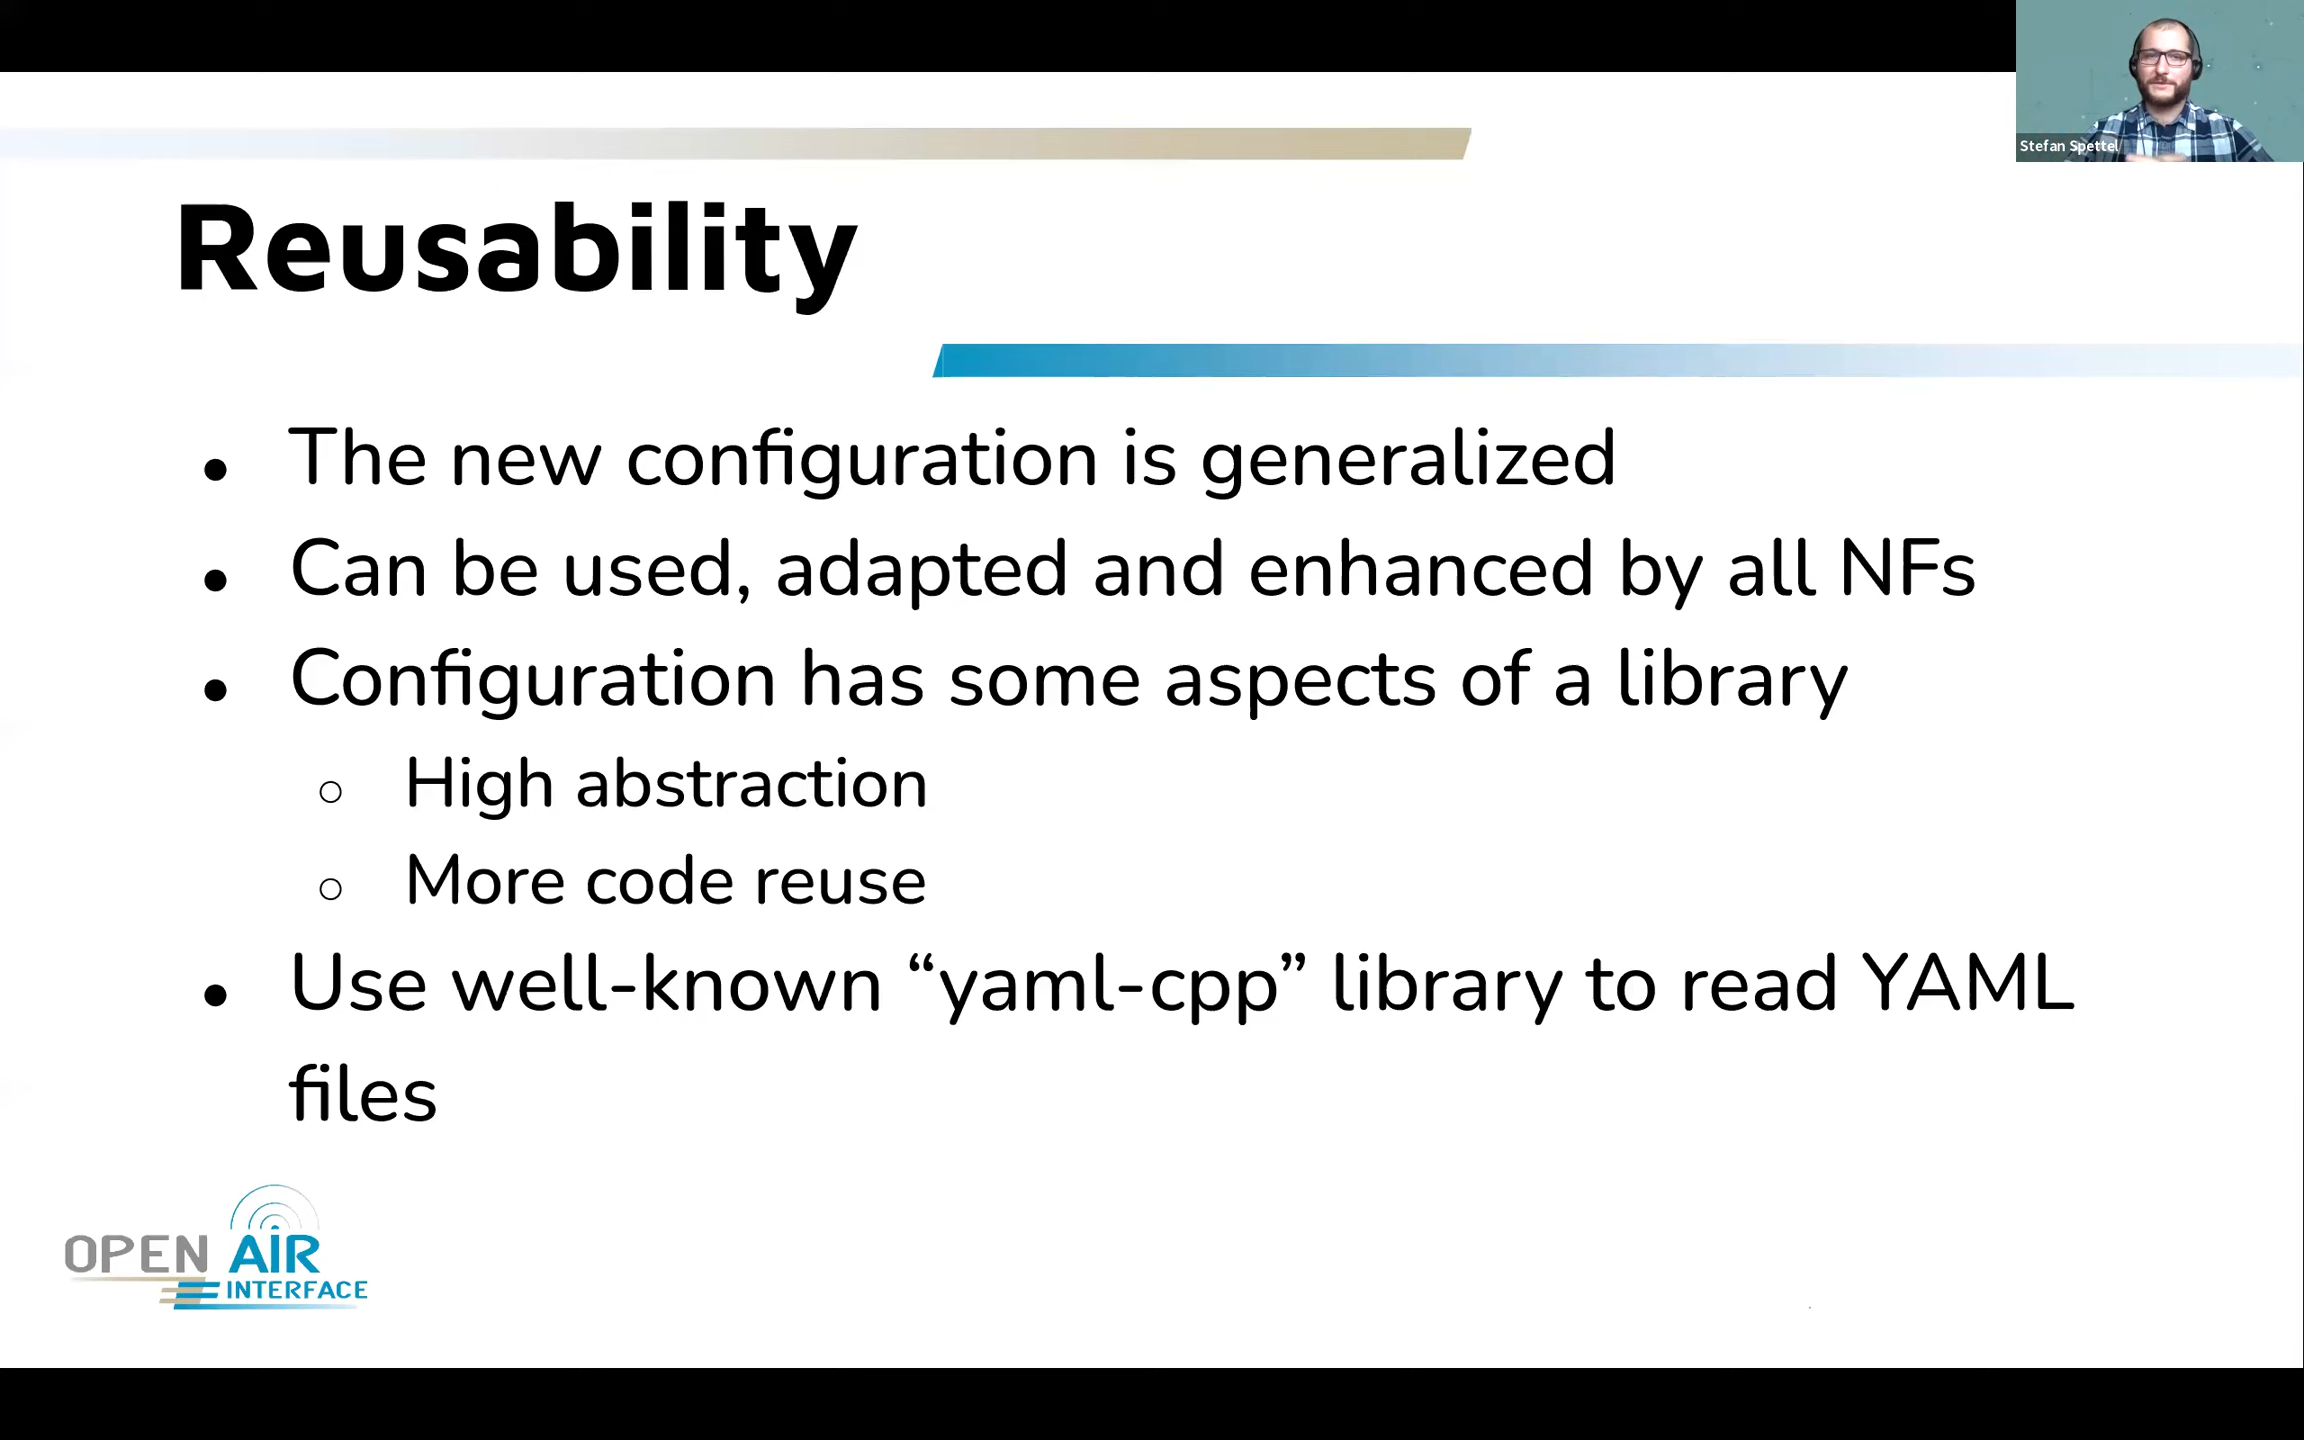 Stefan Spettel
Reusability
• The new configuration is generalized
• Can be used, adapted and enhanced by all NFs
• Configuration has some aspects of a library
○ High abstraction
○ More code reuse
• Use well-known “yaml-cpp” library to read YAML
files
OPEN AiR
INTERFACE